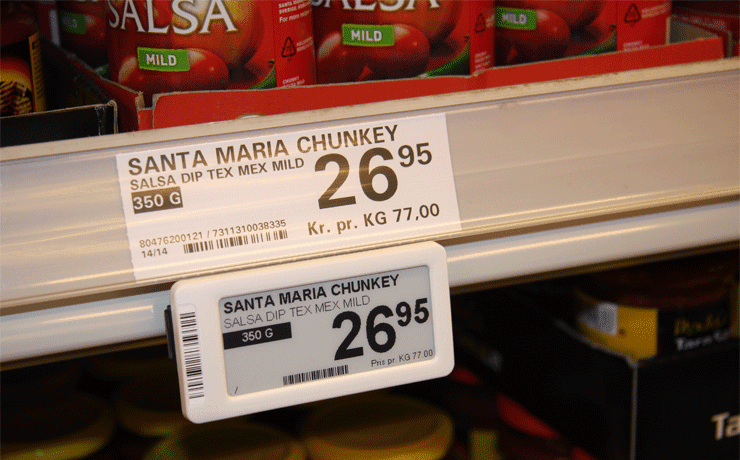 SALSA
MILD
SALSA
MILD
MILD
SANTA MARIA CHUNKEY
SALSA DIP TEX MEX MILD
350 G
26 95
Kr. pr. KG 77,00
80476200121 / 7311310038335
14/14
SANTA MARIA CHUNKEY
SALSA DIP TEX MEX MILD
350 G
26 95
Pris pr. KG 77.00
/
Ta